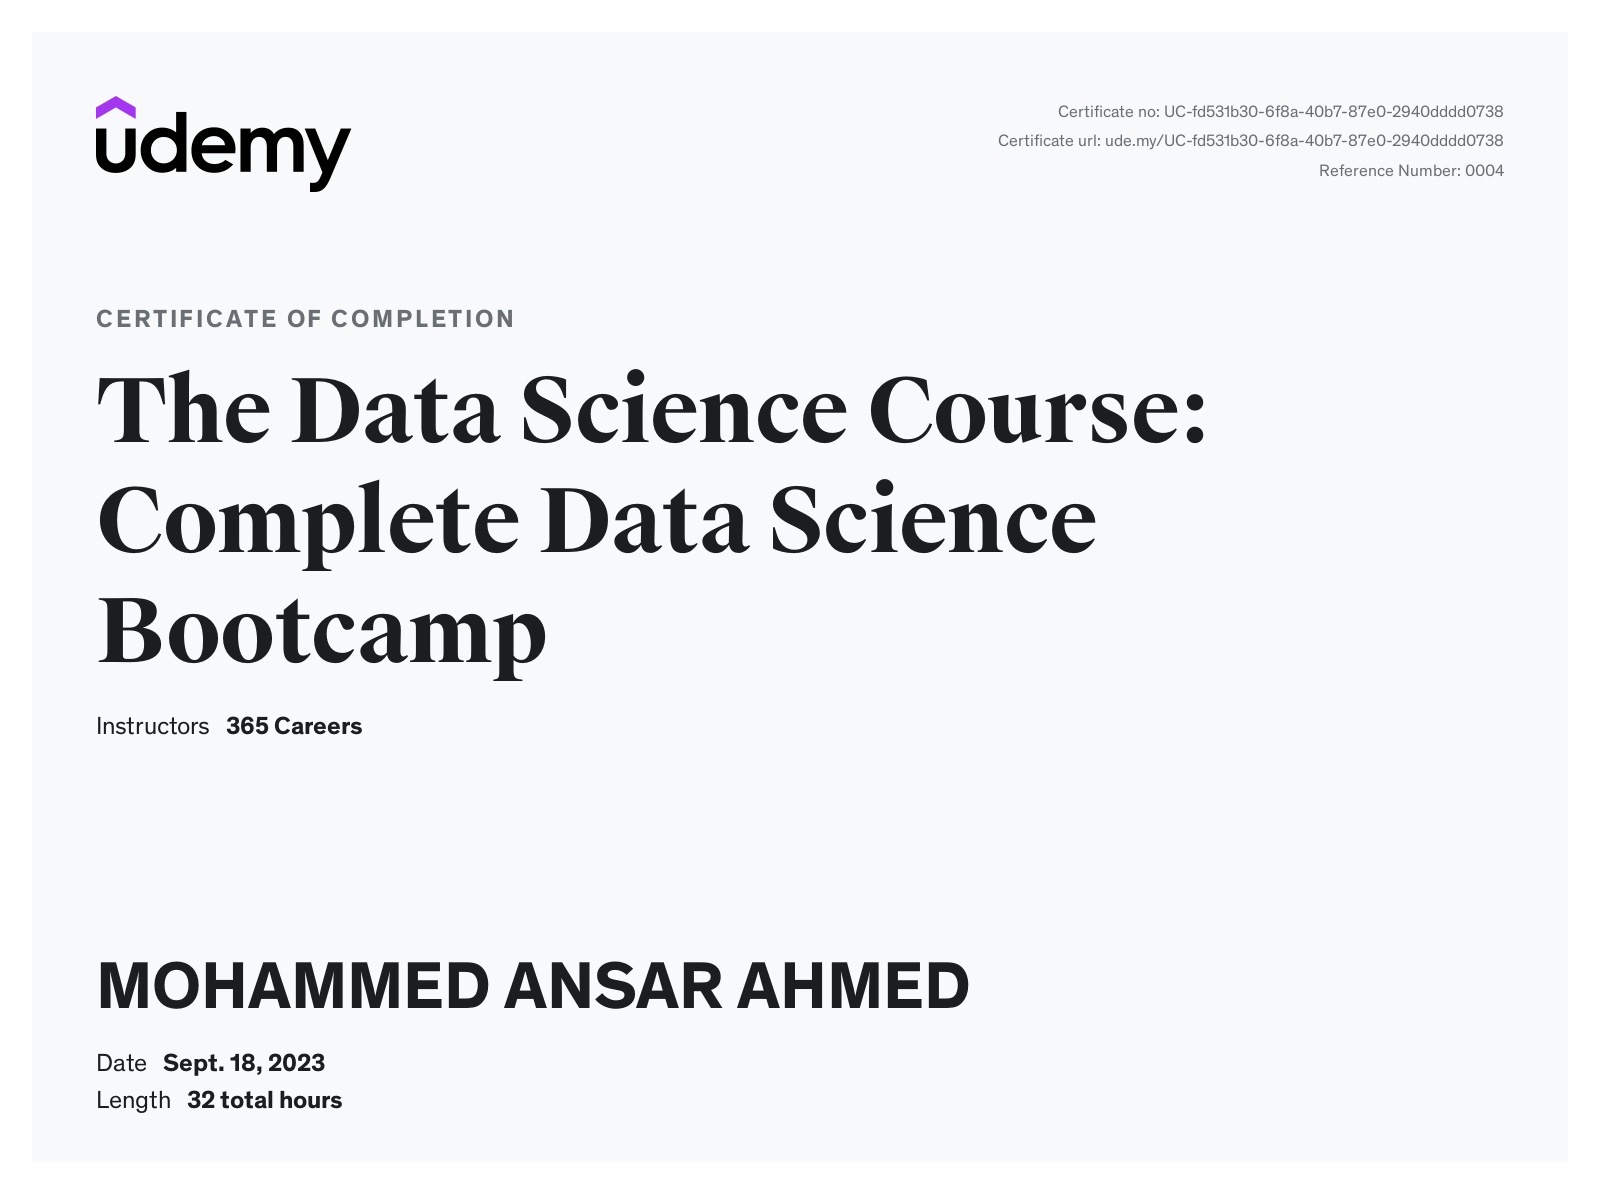 udemy
Certificate no: UC-fd531b30-6f8a-40b7-87e0-2940dddd0738
Certificate url: ude.my/UC-fd531b30-6f8a-40b7-87e0-2940dddd0738
Reference Number: 0004
CERTIFICATE OF COMPLETION
The Data Science Course:
Complete Data Science
Bootcamp
Instructors 365 Careers
MOHAMMED ANSAR AHMED
Date Sept. 18, 2023
Length 32 total hours